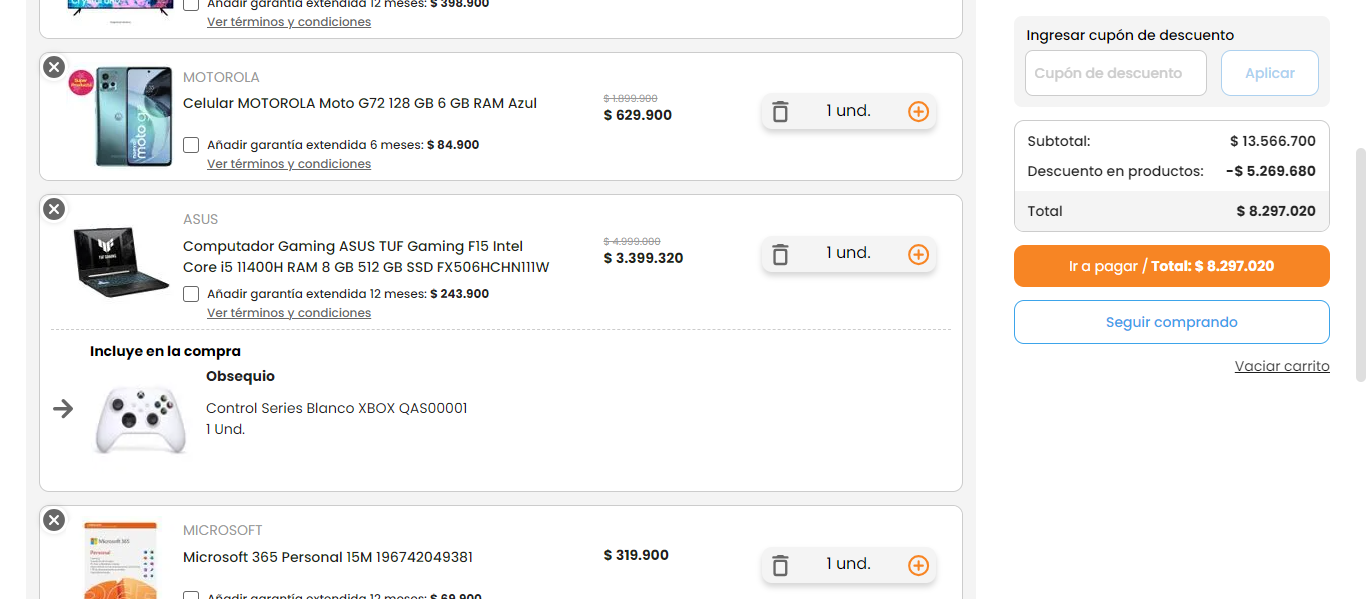 Añadir garantía extendida 12 meses: $ 398.900
Ver términos y condiciones
MOTOROLA
Celular MOTOROLA Moto G72 128 GB 6 GB RAM Azul
$ 1.899.900
$ 629.900
1 und.
Añadir garantía extendida 6 meses: $ 84.900
Ver términos y condiciones
ASUS
Computador Gaming ASUS TUF Gaming F15 Intel
Core i5 11400H RAM 8 GB 512 GB SSD FX506HCHN111W
$ 4.999.000
$ 3.399.320
1 und.
Añadir garantía extendida 12 meses: $ 243.900
Ver términos y condiciones
Incluye en la compra
Obsequio
Control Series Blanco XBOX QAS00001
1 Und.
MICROSOFT
Microsoft 365 Personal 15M 196742049381
$ 319.900
1 und.
Microsoft 365
Personal
Añadir garantía extendida 12 meses: $ 69.900
Ingresar cupón de descuento
Cupón de descuento
Aplicar
Subtotal: $ 13.566.700
Descuento en productos: -$ 5.269.680
Total $ 8.297.020
Ir a pagar / Total: $ 8.297.020
Seguir comprando
Vaciar carrito